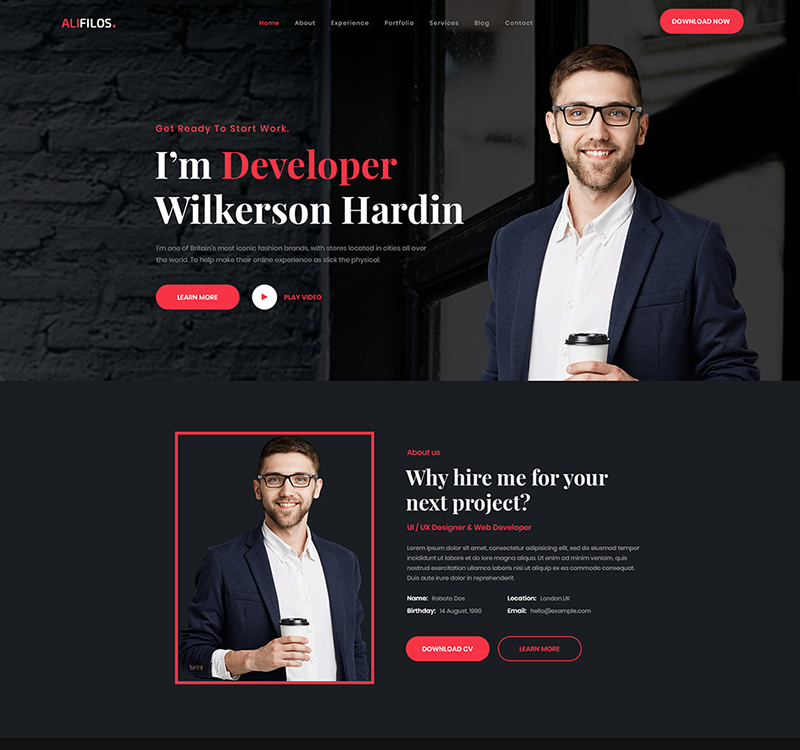 ALIFILOS.
Home About Experience Portfolio Services Blog Contact
DOWNLOAD NOW
Get Ready To Start Work.
I'm Developer
Wilkerson Hardin
I'm one of Britain's most iconic fashion brands, with stores located in cities all over
the world. To help make their online experience as slick the physical.
LEARN MORE
PLAY VIDEO
About us
Why hire me for your
next project?
UI / UX Designer & Web Developer
Lorem ipsum dolor sit amet, consectetur adipisicing elit, sed do eiusmod tempor
incididunt ut labore et do lore magna aliqua. Ut enim ad minim veniam, quis
nostrud exercitation ullamco laboris nisi ut aliquip ex ea commodo consequat.
Duis aute irure dolor in reprehenderit.
Name: Roboto Dos Location: London,UK
Birthday: 14 August, 1990 Email: hello@example.com
DOWNLOAD CV LEARN MORE